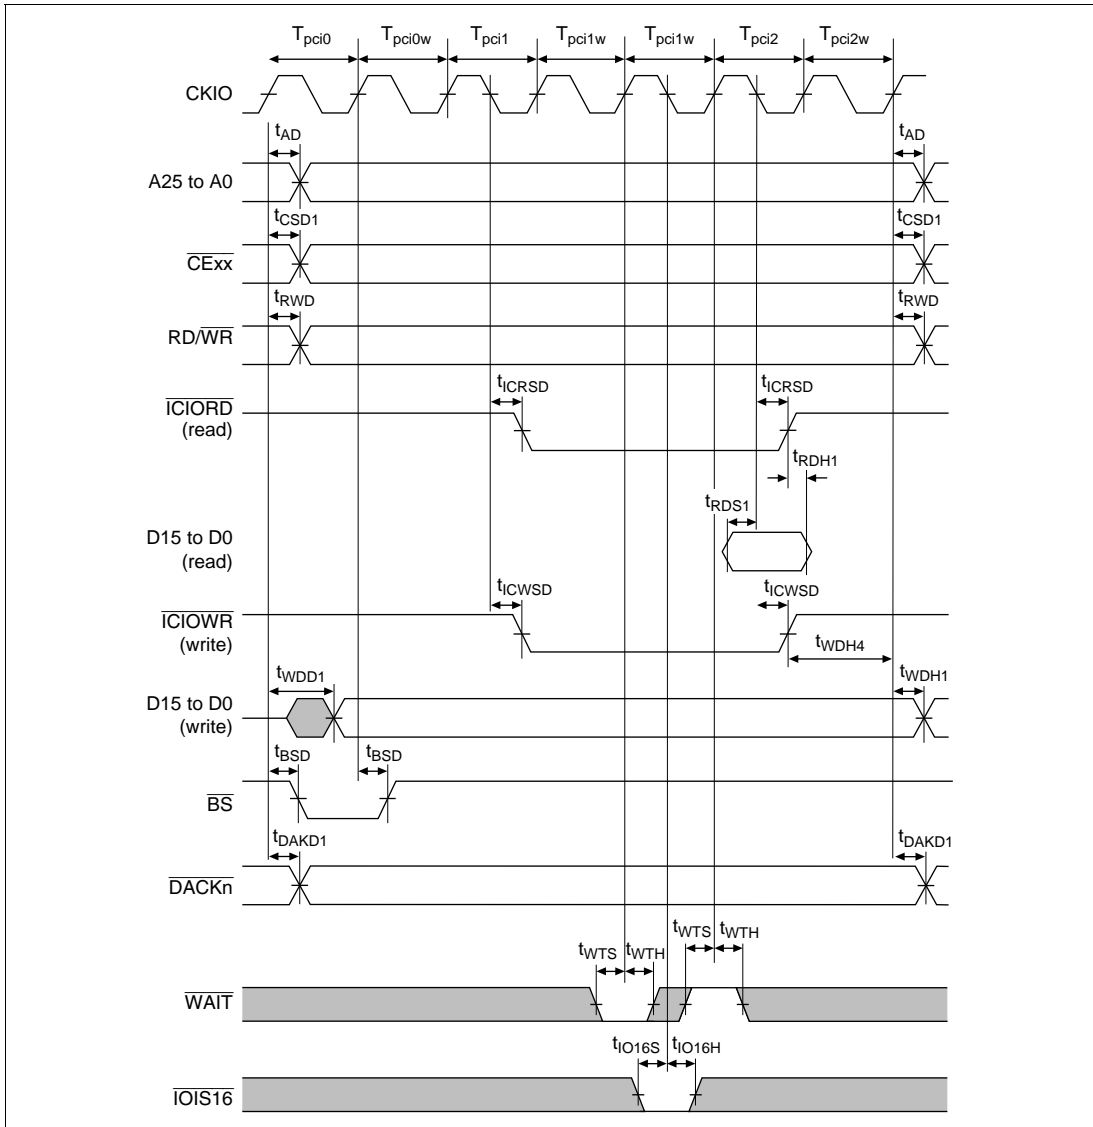 Tpci0 Tpci0w Tpci1 Tpci1w Tpci1w Tpci2 Tpci2w
CKIO
tAD tAD
A25 to A0
tCSD1 tCSD1
CExx
tRWD tRWD
RD/WR
tICRSD tICRSD
ICIORD
(read)
tRDH1
tRDS1
D15 to D0
(read)
tICWSD tICWSD
ICIOWR
(write)
tWDH4
tWDD1 tWDH1
D15 to D0
(write)
tBSD tBSD
BS
tDAKD1 tDAKD1
DACKn
tWTS tWTH tWTS tWTH
WAIT
tIO16S tIO16H
IOIS16